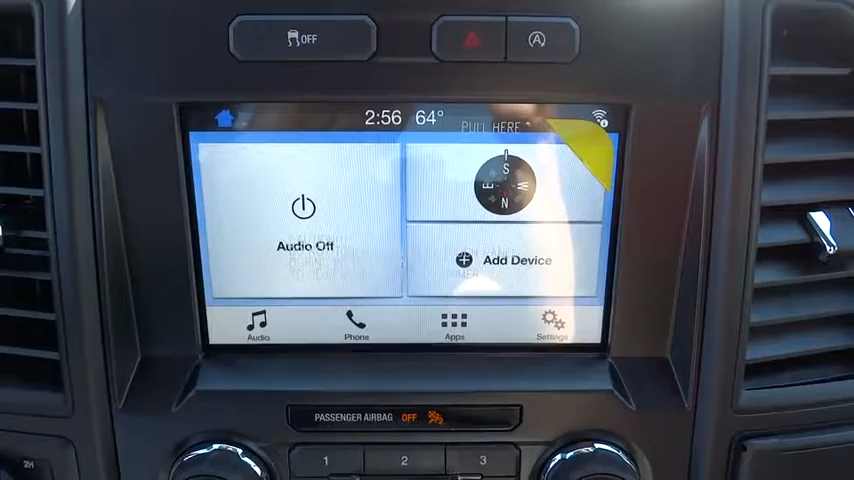 OFF
A
2:56 64°
PULL HERE
S
E W
N
Audio Off
Add Device
Audio Phone Apps Settings
PASSENGER AIRBAG OFF
1 2 3
2H